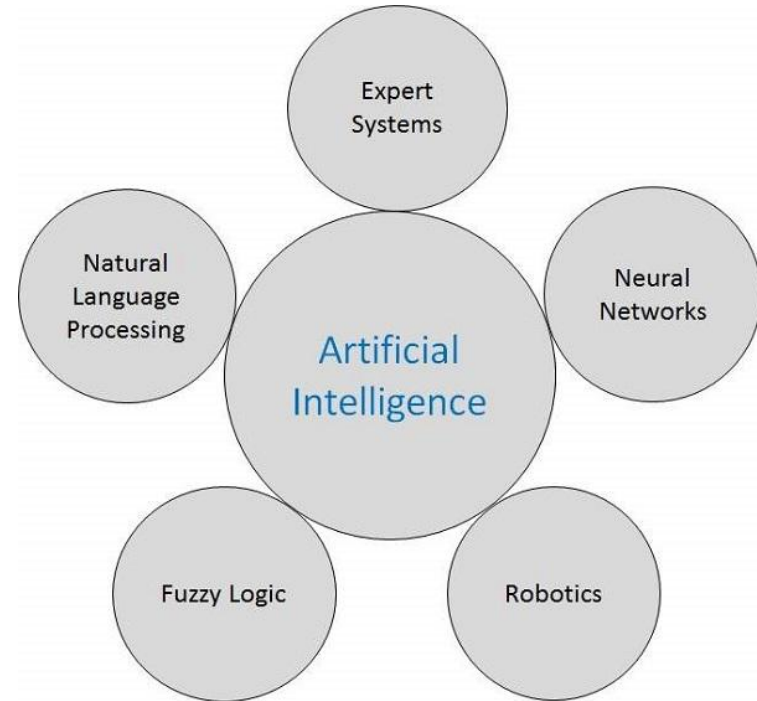 Expert
Systems
Natural
Language
Processing
Neural
Networks
Artificial
Intelligence
Fuzzy Logic
Robotics